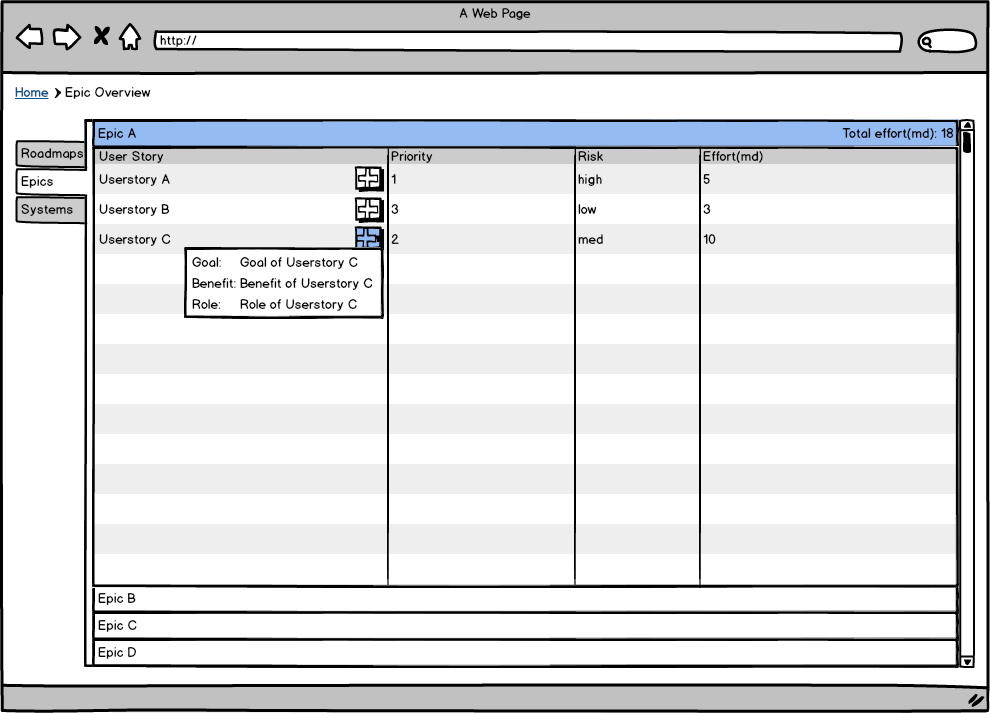 A Web Page
http://
Home Epic Overview
Roadmaps
Epics
Systems
Epic A Total effort(md): 18
User Story Priority Risk Effort(md)
Userstory A 1 high 5
Userstory B 3 low 3
Userstory C 2 med 10
Goal: Goal of Userstory C
Benefit: Benefit of Userstory C
Role: Role of Userstory C
Epic B
Epic C
Epic D